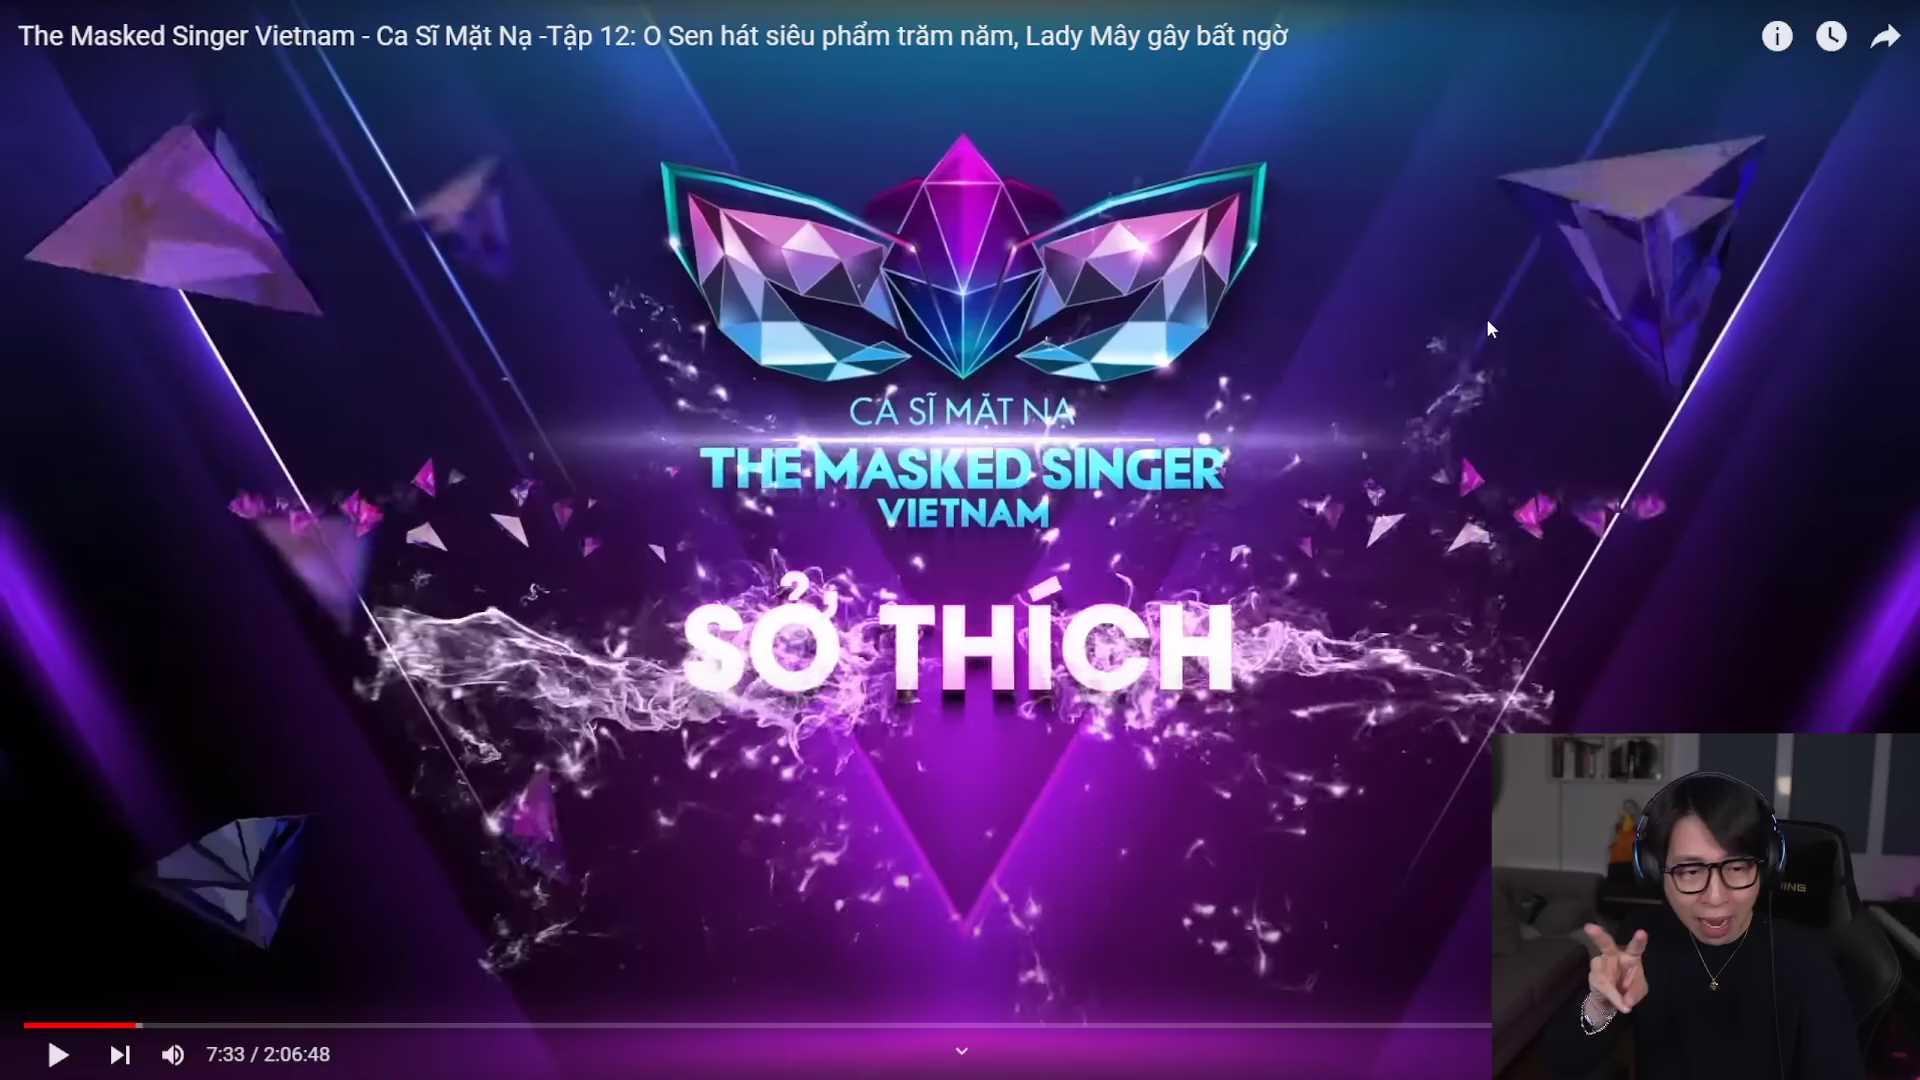 The Masked Singer Vietnam - Ca Sĩ Mặt Nạ -Tập 12: O Sen hát siêu phẩm trăm năm, Lady Mây gây bất ngờ
CA SĨ MẶT NẠ
THE MASKED SINGER
VIETNAM
SỞ THÍCH
7:33 / 2:06:48